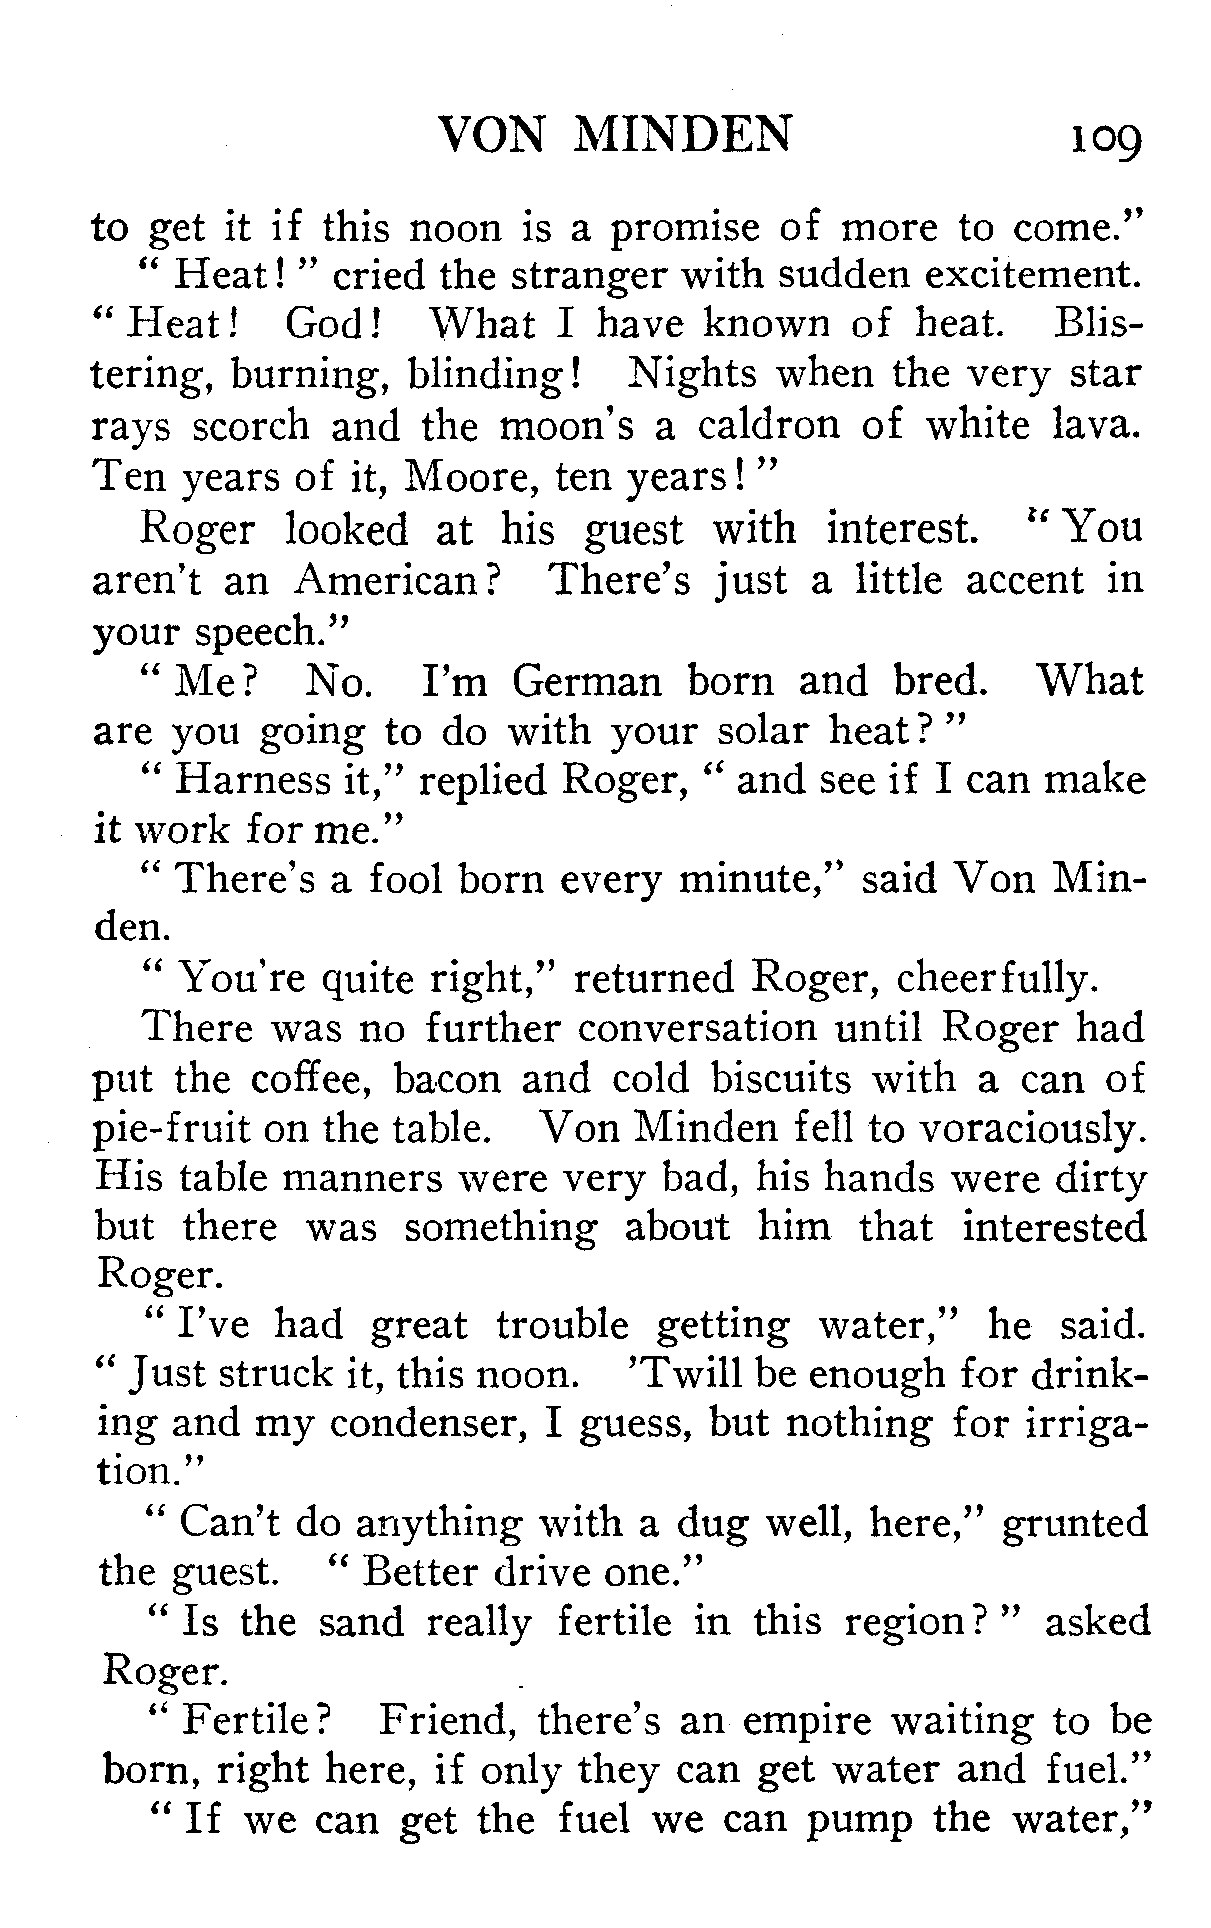 VON MINDEN 109
to get it if this noon is a promise of more to come."
" Heat! " cried the stranger with sudden excitement.
" Heat! God! What I have known of heat. Blis-
tering, burning, blinding! Nights when the very star
rays scorch and the moon's a caldron of white lava.
Ten years of it, Moore, ten years! "
Roger looked at his guest with interest. " You
aren't an American? There's just a little accent in
your speech."
" Me? No. I'm German born and bred. What
are you going to do with your solar heat? "
" Harness it," replied Roger, " and see if I can make
it work for me."
" There's a fool born every minute," said Von Min-
den.
" You're quite right," returned Roger, cheerfully.
There was no further conversation until Roger had
put the coffee, bacon and cold biscuits with a can of
pie-fruit on the table. Von Minden fell to voraciously.
His table manners were very bad, his hands were dirty
but there was something about him that interested
Roger.
" I've had great trouble getting water," he said.
" Just struck it, this noon. 'Twill be enough for drink-
ing and my condenser, I guess, but nothing for irriga-
tion."
" Can't do anything with a dug well, here," grunted
the guest. " Better drive one."
" Is the sand really fertile in this region? " asked
Roger.
" Fertile? Friend, there's an empire waiting to be
born, right here, if only they can get water and fuel."
" If we can get the fuel we can pump the water,"